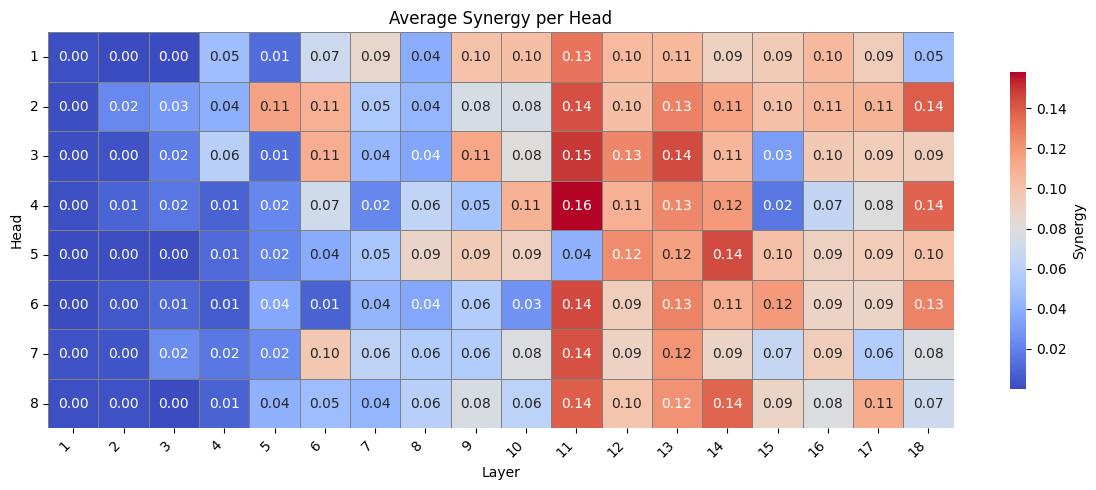 Average Synergy per Head
1 0.00 0.00 0.00 0.05 0.01 0.07 0.09 0.04 0.10 0.10 0.13 0.10 0.11 0.09 0.09 0.10 0.09 0.05
2 0.00 0.02 0.03 0.04 0.11 0.11 0.05 0.04 0.08 0.08 0.14 0.10 0.13 0.11 0.10 0.11 0.11 0.14
3 0.00 0.00 0.02 0.06 0.01 0.11 0.04 0.04 0.11 0.08 0.15 0.13 0.14 0.11 0.03 0.10 0.09 0.09
4 0.00 0.01 0.02 0.01 0.02 0.07 0.02 0.06 0.05 0.11 0.16 0.11 0.13 0.12 0.02 0.07 0.08 0.14
5 0.00 0.00 0.00 0.01 0.02 0.04 0.05 0.09 0.09 0.09 0.04 0.12 0.12 0.14 0.10 0.09 0.09 0.10
6 0.00 0.00 0.01 0.01 0.04 0.01 0.04 0.04 0.06 0.03 0.14 0.09 0.13 0.11 0.12 0.09 0.09 0.13
7 0.00 0.00 0.02 0.02 0.02 0.10 0.06 0.06 0.06 0.08 0.14 0.09 0.12 0.09 0.07 0.09 0.06 0.08
8 0.00 0.00 0.00 0.01 0.04 0.05 0.04 0.06 0.08 0.06 0.14 0.10 0.12 0.14 0.09 0.08 0.11 0.07
1 2 3 4 5 6 7 8 9 10 11 12 13 14 15 16 17 18
Layer
Head
0.14
0.12
0.10
0.08
0.06
0.04
0.02
Synergy